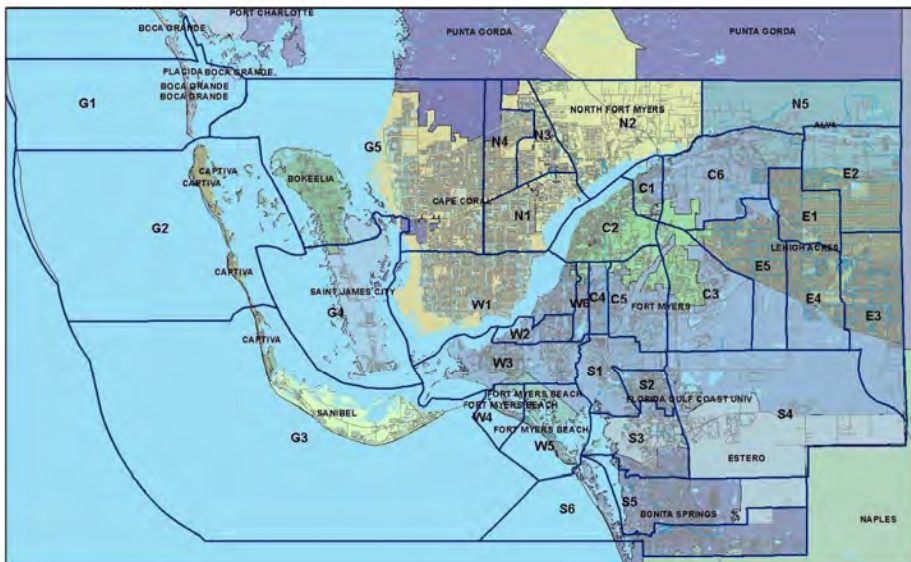 PORT CHARLOTTE
BOCA GRANDE
PUNTA GORDA
PUNTA GORDA
PLACIDA BOCA GRANDE
BOCA GRANDE
BOCA GRANDE
G1
NORTH FORT MYERS
N2
N5
ALVA
G5
N4
N3
CAPTIVA
CAPTIVA
BOKEELIA
C6
E2
C1
CAPE CORAL
N1
E1
G2
C2
LEHIGH ACRES
CAPTIVA
E5
SAINT JAMES CITY
C4
C5
C3
E4
W1
FORT MYERS
G4
E3
W2
CAPTIVA
W3
S1
S2
FORT MYERS BEACH
FLORIDA GULF COAST UNIV
FORT MYERS BEACH
SANIBEL
W4
S4
FORT MYERS BEACH
G3
S3
W5
ESTERO
S6
S5
BONITA SPRINGS
NAPLES